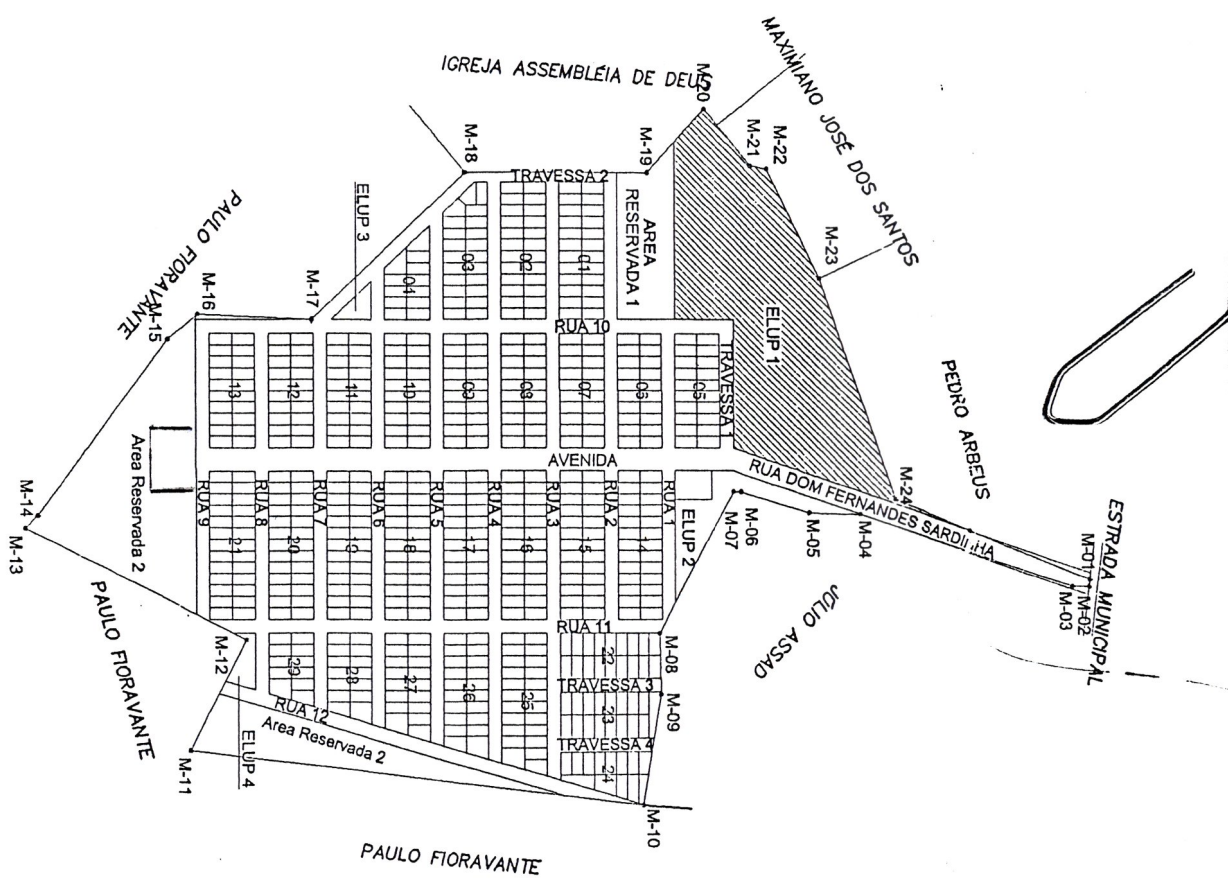 IGREJA ASSEMBLÉIA DE DEUS
MAXIMIANO JOSÉ DOS SANTOS
M-20
M-21
M-22
M-19
M-18
TRAVESSA 2
AREA
RESERVADA 1
M-23
ELUP 3
PAULO FIORAVANTE
03
02
01
04
ELUP 1
M-17
M-16
M-15
RUA 10
TRAVESSA 1
PEDRO ARBEUS
13
12
11
10
09
08
07
06
05
Area Reservada 2
AVENIDA
RUA DOM FERNANDES SARDILHA
M-24
ESTRADA MUNICIPAL
M-01
M-02
M-03
M-04
M-05
M-06
M-07
RUA 9
RUA 8
RUA 7
RUA 6
RUA 5
RUA 4
RUA 3
RUA 2
RUA 1
ELUP 2
M-14
M-13
21
20
19
18
17
16
15
14
JÚLIO ASSAD
PAULO FIORAVANTE
M-12
RUA 11
M-08
22
TRAVESSA 3
M-09
29
28
27
26
25
23
RUA 12
Area Reservada 2
TRAVESSA 4
24
ELUP 4
M-11
M-10
PAULO FIORAVANTE